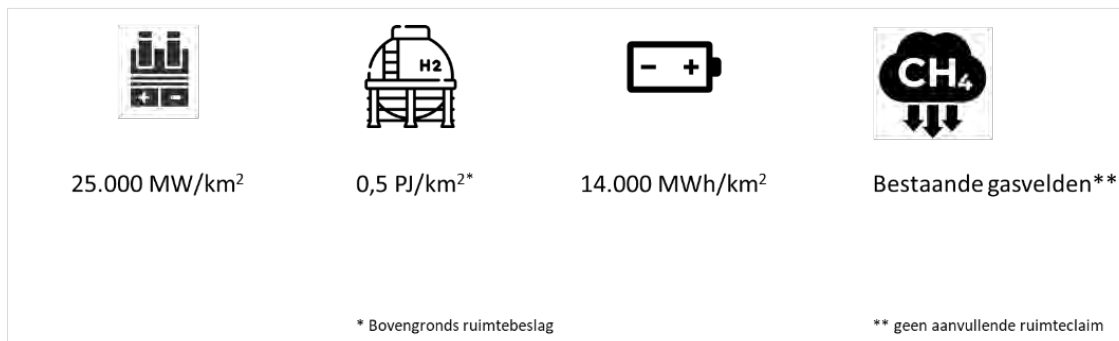 H2
- +
CH₄
+ -
25.000 MW/km²
0,5 PJ/km²*
14.000 MWh/km²
Bestaande gasvelden**
* Bovengronds ruimtebeslag
** geen aanvullende ruimteclaim